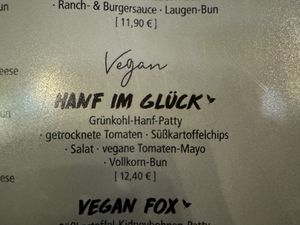 · Ranch- & Burgersauce · Laugen-Bun
[ 11,90 € ]
Vegan
HANF IM GLÜCK
Grünkohl-Hanf-Patty
· getrocknete Tomaten · Süßkartoffelchips
· Salat · vegane Tomaten-Mayo
· Vollkorn-Bun
[ 12,40 € ]
VEGAN FOX